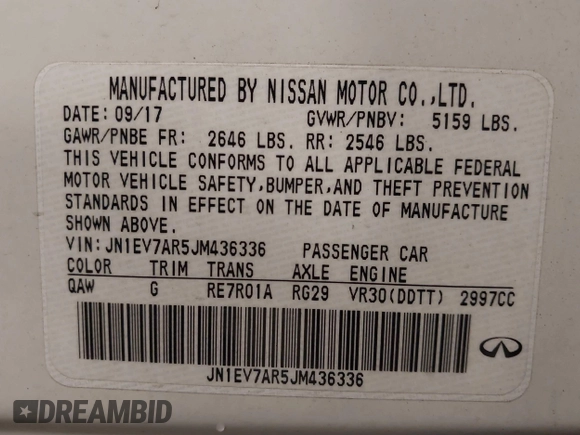 MANUFACTURED BY NISSAN MOTOR CO.,LTD.
DATE: 09/17 GVWR/PNBV: 5159 LBS.
GAWR/PNBE FR: 2646 LBS. RR: 2546 LBS.
THIS VEHICLE CONFORMS TO ALL APPLICABLE FEDERAL
MOTOR VEHICLE SAFETY,BUMPER,AND THEFT PREVENTION
STANDARDS IN EFFECT ON THE DATE OF MANUFACTURE
SHOWN ABOVE.
VIN:JN1EV7AR5JM436336 PASSENGER CAR
COLOR TRIM TRANS AXLE ENGINE
QAW G RE7R01A RG29 VR30(DDTT) 2997CC
JN1EV7AR5JM436336
DREAMBID